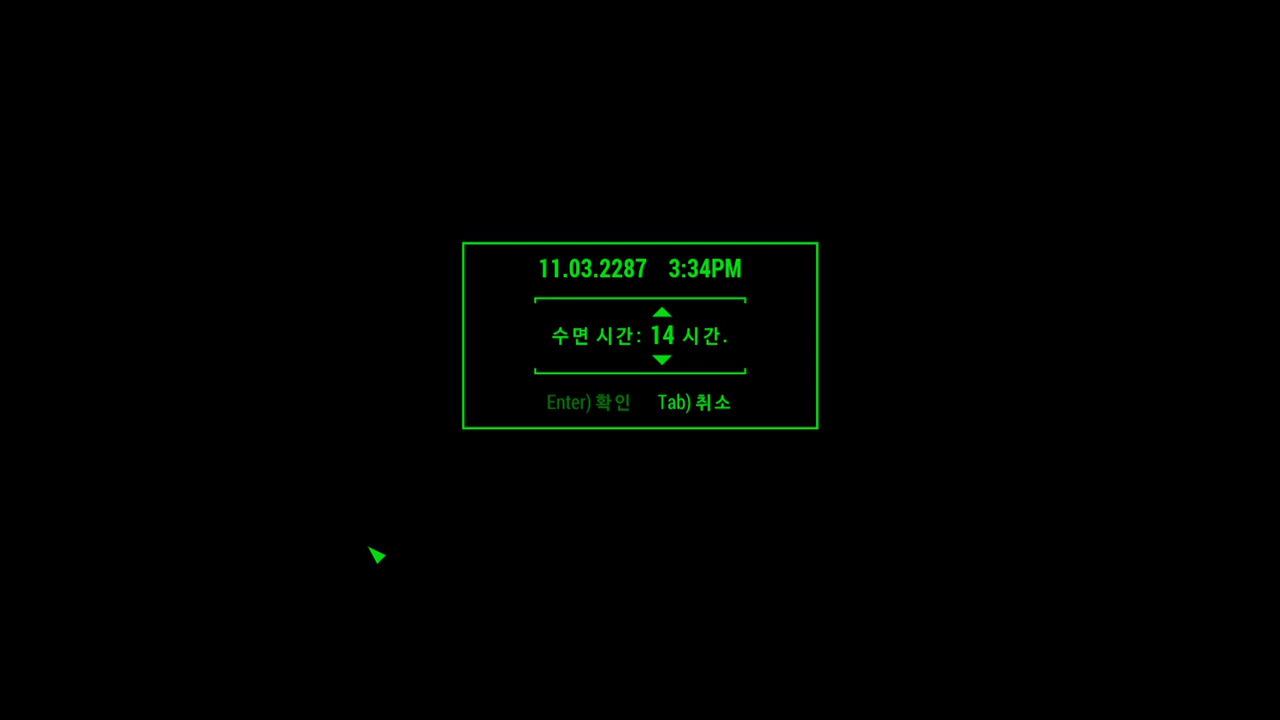 11.03.2287 3:34PM
수면 시간: 14 시간.
Enter) 확인 Tab) 취소